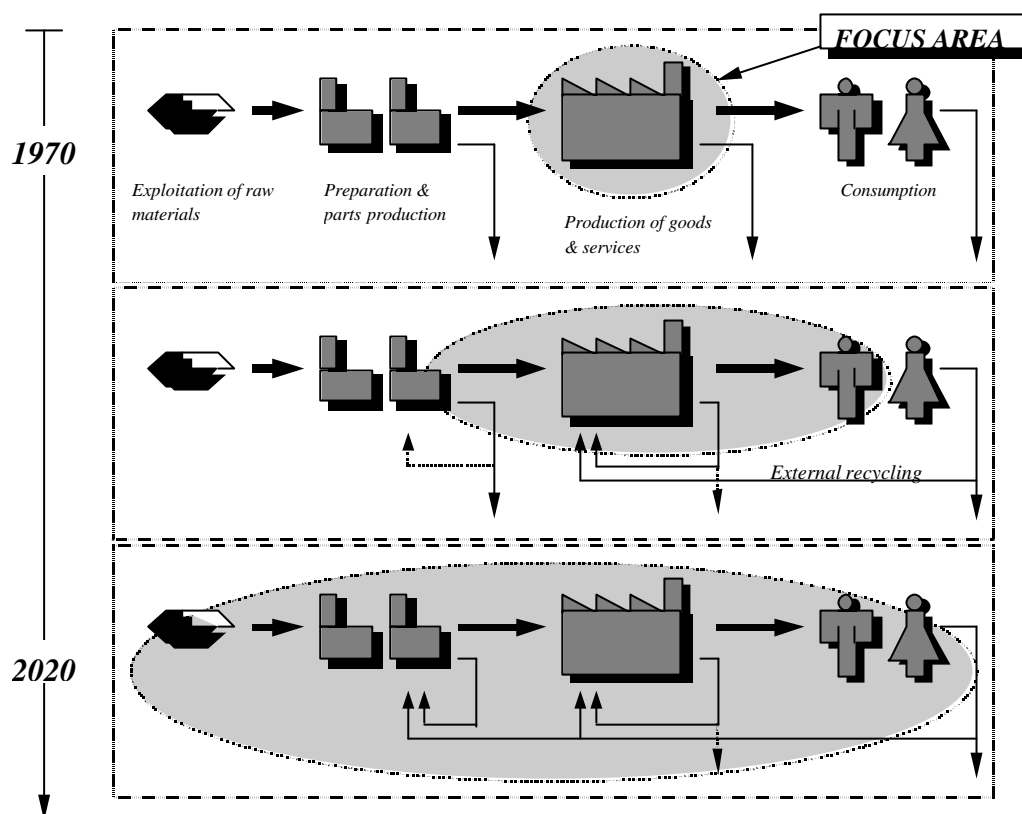 FOCUS AREA
1970
Exploitation of raw
materials
Preparation &
parts production
Production of goods
& services
Consumption
External recycling
2020